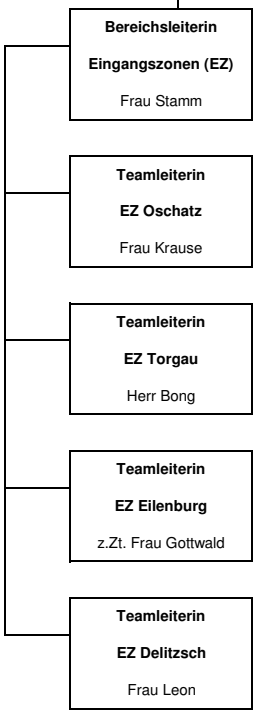 Bereichsleiterin
Eingangszonen (EZ)
Frau Stamm
Teamleiterin
EZ Oschatz
Frau Krause
Teamleiterin
EZ Torgau
Herr Bong
Teamleiterin
EZ Eilenburg
z.Zt. Frau Gottwald
Teamleiterin
EZ Delitzsch
Frau Leon